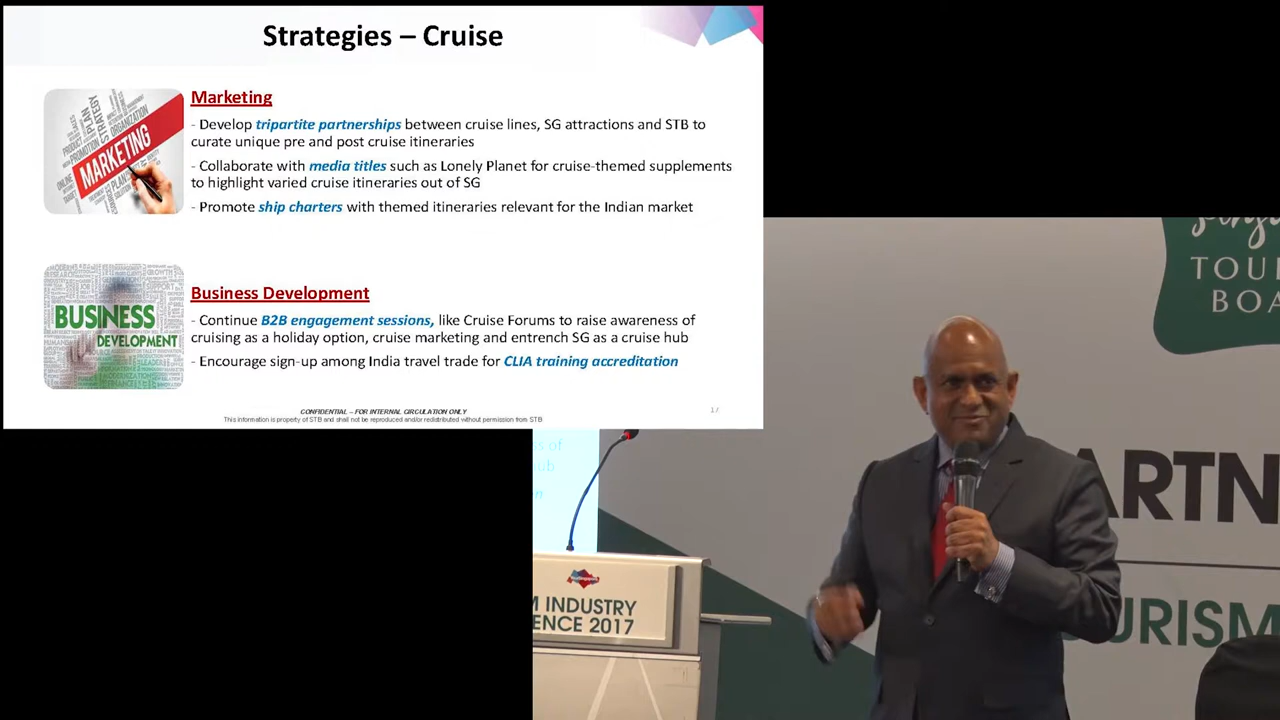 Strategies – Cruise
Marketing
- Develop tripartite partnerships between cruise lines, SG attractions and STB to
curate unique pre and post cruise itineraries
- Collaborate with media titles such as Lonely Planet for cruise-themed supplements
to highlight varied cruise itineraries out of SG
- Promote ship charters with themed itineraries relevant for the Indian market
MARKETING
STRATEGY
PLAN
ORGANIZATION
Business Development
- Continue B2B engagement sessions, like Cruise Forums to raise awareness of
cruising as a holiday option, cruise marketing and entrench SG as a cruise hub
- Encourage sign-up among India travel trade for CLIA training accreditation
BUSINESS
DEVELOPMENT
CONFIDENTIAL – FOR INTERNAL CIRCULATION ONLY
This information is property of STB and shall not be reproduced and/or redistributed without permission from STB
17
TOU
BOA
ARTN
URISM
M INDUSTRY
ENCE 2017